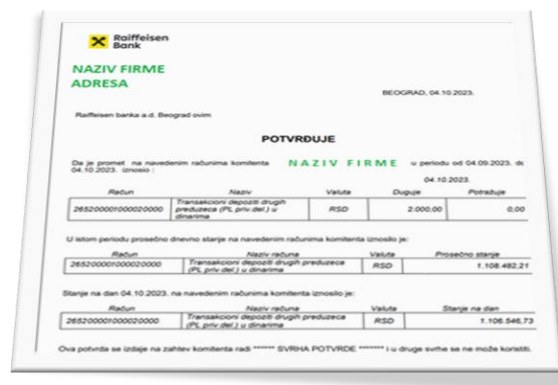 Raiffeisen
Bank
NAZIV FIRME
ADRESA
BEOGRAD, 04.10.2023.
Raiffeisen banka a.d. Beograd ovim
POTVRĐUJE
Da je promet na navedenim računima komitenta NAZIV FIRME u periodu od 04.09.2023. do
04.10.2023. iznosio :
04.10.2023.
Račun Naziv Valuta Duguje Potražuje
265200001000020000 Transakcioni depoziti drugih preduzeca (PL priv.del.) u dinarima RSD 2.000,00 0,00
U istom periodu prosečno dnevno stanje na navedenim računima komitenta iznosilo je:
Račun Naziv računa Valuta Prosečno stanje
265200001000020000 Transakcioni depoziti drugih preduzeca (PL priv.del.) u dinarima RSD 1.108.482,21
Stanje na dan 04.10.2023. na navedenim računima komitenta iznosilo je:
Račun Naziv računa Valuta Stanje na dan
265200001000020000 Transakcioni depoziti drugih preduzeca (PL priv.del.) u dinarima RSD 1.106.546,73
Ova potvrda se izdaje na zahtev komitenta radi ****** SVRHA POTVRDE ******* i u druge svrhe se ne može koristiti.